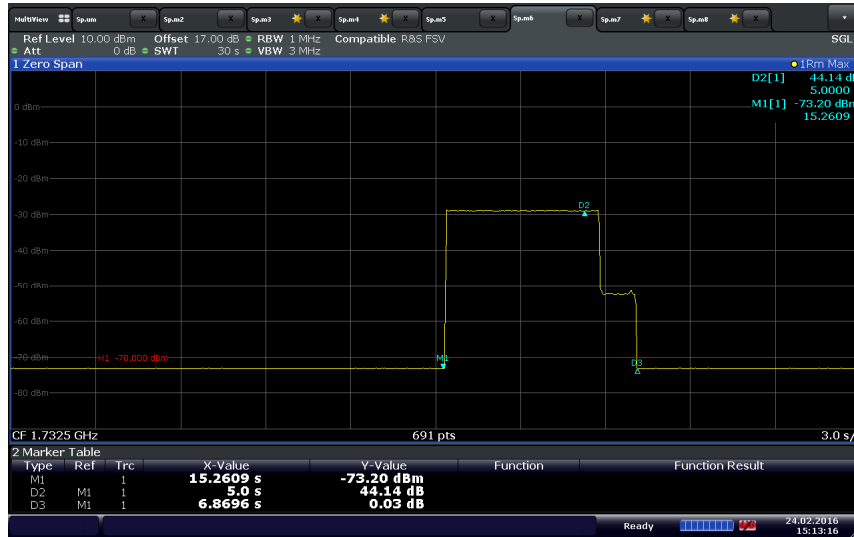 MultiView Sp.um X Sp.m2 X Sp.m3 X Sp.m4 X Sp.m5 X Sp.m6 X Sp.m7 X Sp.m8 X
Ref Level 10.00 dBm Offset 17.00 dB RBW 1 MHz Compatible R&S FSV SGL
Att 0 dB SWT 30 s VBW 3 MHz
1 Zero Span 1Rm Max
D2[1] 44.14 dB
5.0000
M1[1] -73.20 dBm
15.2609
0 dBm
-10 dBm
-20 dBm
-30 dBm
-40 dBm
-50 dBm
-60 dBm
-70 dBm
-80 dBm
H1 -70.000 dBm
D2
M1
D3
CF 1.7325 GHz 691 pts 3.0 s/
2 Marker Table
Type Ref Trc X-Value Y-Value Function Function Result
M1 1 15.2609 s -73.20 dBm
D2 M1 1 5.0 s 44.14 dB
D3 M1 1 6.8696 s 0.03 dB
Ready 24.02.2016
15:13:16